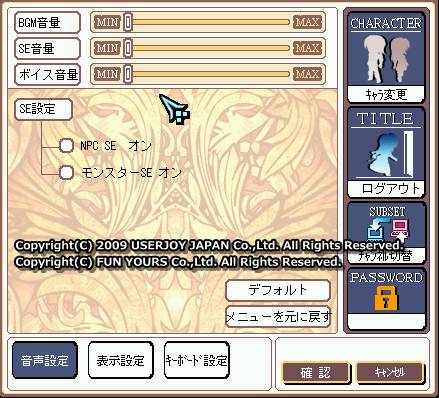 BGM音量 MIN MAX
SE音量 MIN MAX
ボイス音量 MIN MAX
SE設定
NPC SE オン
モンスターSE オン
CHARACTER
ｷｬﾗ変更
TITLE
ログアウト
SUBSET
ﾁｬﾝﾈﾙ切替
PASSWORD
Copyright(C) 2009 USERJOY JAPAN Co.,Ltd. All Rights Reserved.
Copyright(C) FUN YOURS Co.,Ltd. All Rights Reserved.
デフォルト
メニューを元に戻す
音声設定
表示設定
ｷｰﾎﾞｰﾄﾞ設定
確 認
ｷｬﾝｾﾙ